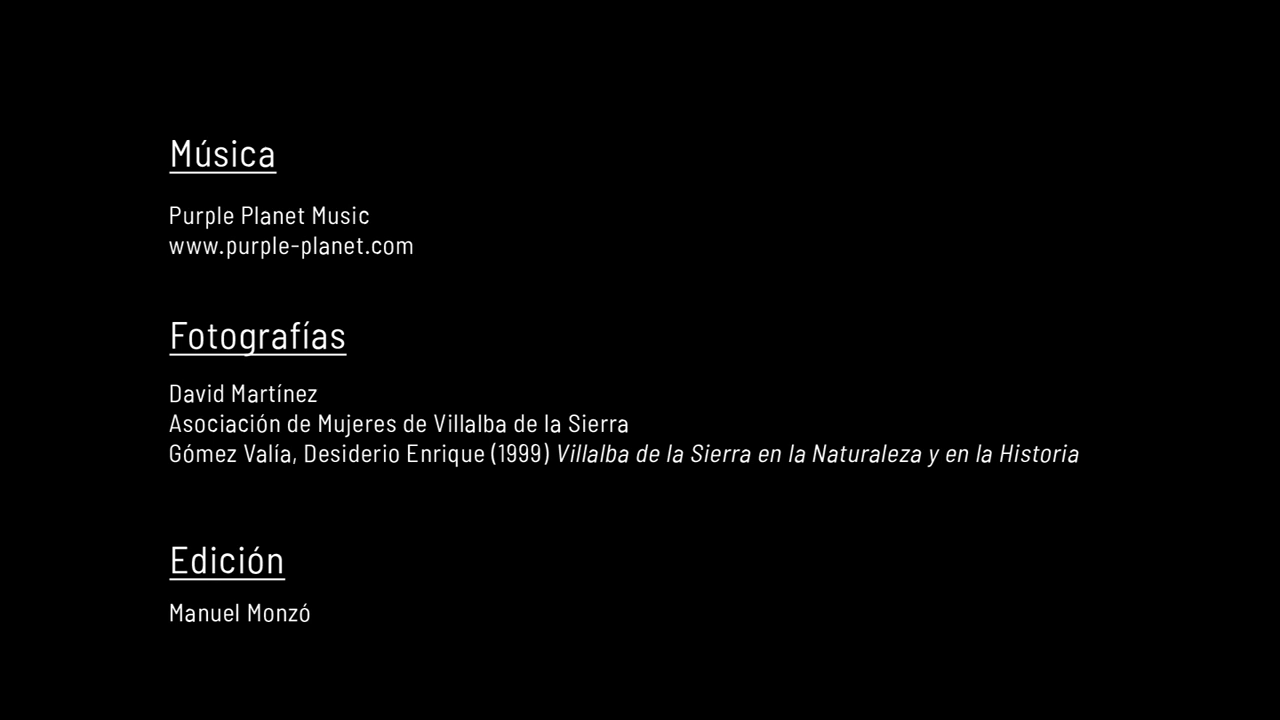 Música
Purple Planet Music
www.purple-planet.com
Fotografías
David Martínez
Asociación de Mujeres de Villalba de la Sierra
Gómez Valía, Desiderio Enrique (1999) Villalba de la Sierra en la Naturaleza y en la Historia
Edición
Manuel Monzó